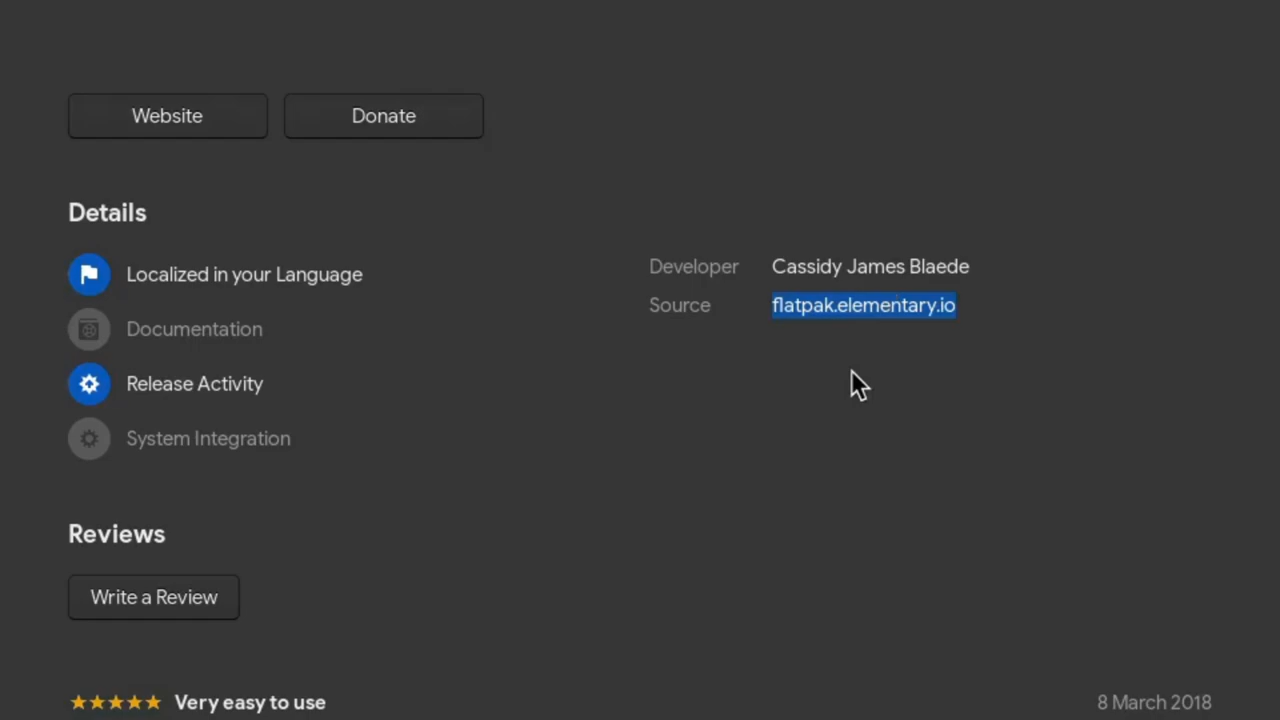 Website
Donate
Details
Localized in your Language
Documentation
Release Activity
System Integration
Developer Cassidy James Blaede
Source flatpak.elementary.io
Reviews
Write a Review
★★★★★ Very easy to use 8 March 2018